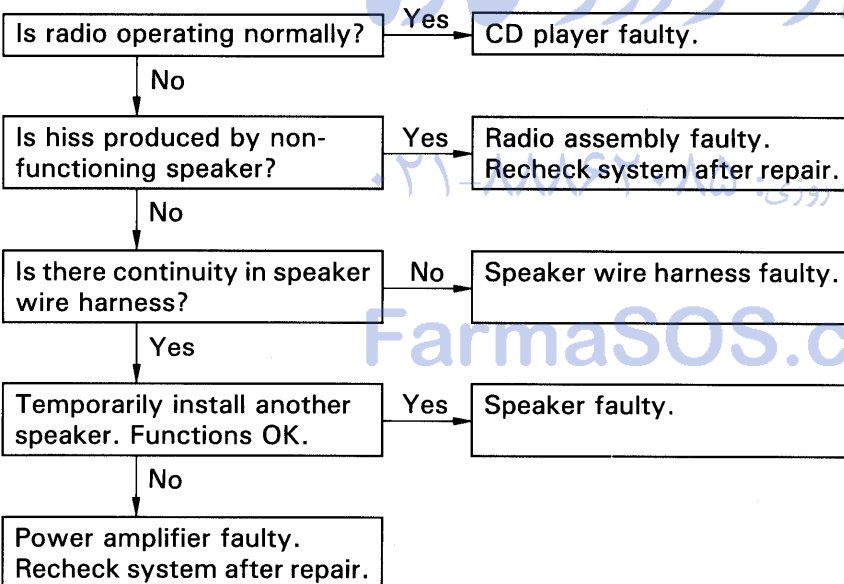 Is radio operating normally?
Yes
CD player faulty.
No
Is hiss produced by non-
functioning speaker?
Yes
Radio assembly faulty.
Recheck system after repair.
۰۲۱-۸۸۸۶۲۰۸۵
No
Is there continuity in speaker
wire harness?
No
Speaker wire harness faulty.
FarmaSOS.c
Yes
Temporarily install another
speaker. Functions OK.
Yes
Speaker faulty.
No
Power amplifier faulty.
Recheck system after repair.